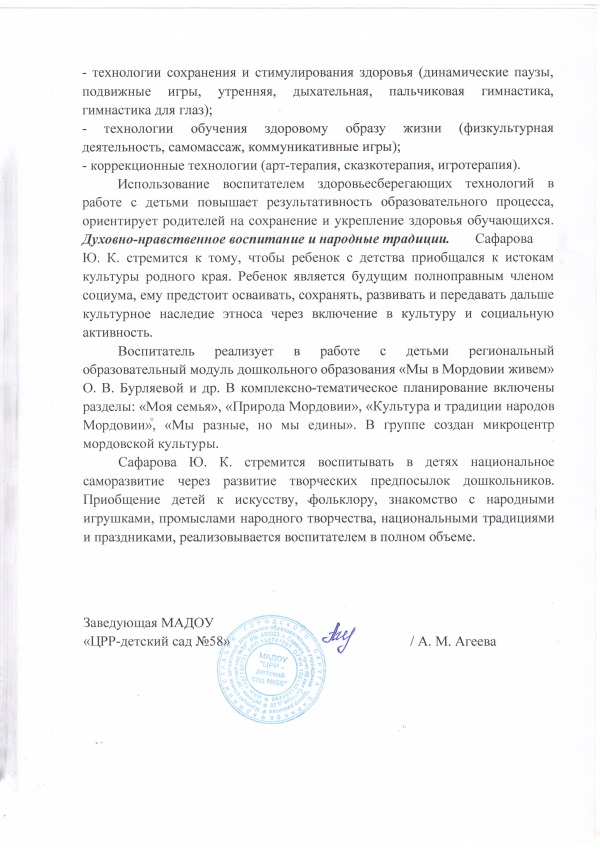 - технологии сохранения и стимулирования здоровья (динамические паузы,
подвижные игры, утренняя, дыхательная, пальчиковая гимнастика,
гимнастика для глаз);
- технологии обучения здоровому образу жизни (физкультурная
деятельность, самомассаж, коммуникативные игры);
- коррекционные технологии (арт-терапия, сказкотерапия, игротерапия).
Использование воспитателем здоровьесберегающих технологий в
работе с детьми повышает результативность образовательного процесса,
ориентирует родителей на сохранение и укрепление здоровья обучающихся.
Духовно-нравственное воспитание и народные традиции. Сафарова
Ю. К. стремится к тому, чтобы ребенок с детства приобщался к истокам
культуры родного края. Ребенок является будущим полноправным членом
социума, ему предстоит осваивать, сохранять, развивать и передавать дальше
культурное наследие этноса через включение в культуру и социальную
активность.
Воспитатель реализует в работе с детьми региональный
образовательный модуль дошкольного образования «Мы в Мордовии живем»
О. В. Бурляевой и др. В комплексно-тематическое планирование включены
разделы: «Моя семья», «Природа Мордовии», «Культура и традиции народов
Мордовии», «Мы разные, но мы едины». В группе создан микроцентр
мордовской культуры.
Сафарова Ю. К. стремится воспитывать в детях национальное
саморазвитие через развитие творческих предпосылок дошкольников.
Приобщение детей к искусству, фольклору, знакомство с народными
игрушками, промыслами народного творчества, национальными традициями
и праздниками, реализовывается воспитателем в полном объеме.
Заведующая МАДОУ
«ЦРР-детский сад №58» / А. М. Агеева
МАДОУ
"ЦРР -
детский
сад №58"